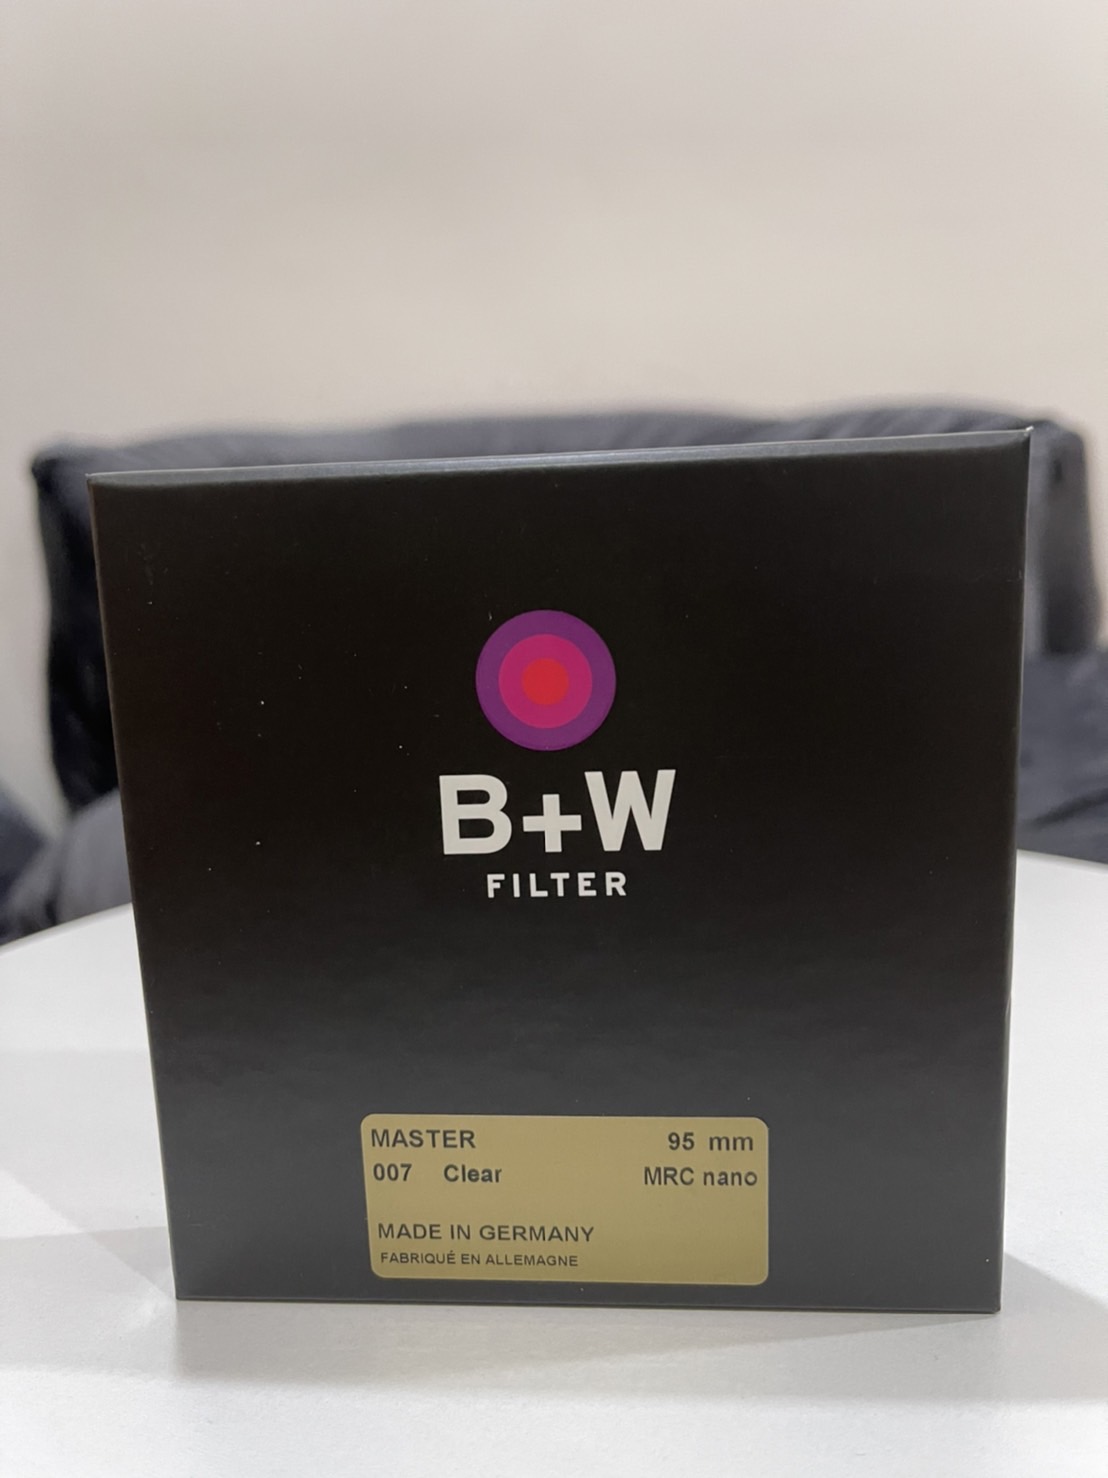 B+W
FILTER
MASTER 95 mm
007 Clear MRC nano
MADE IN GERMANY
FABRIQUÉ EN ALLEMAGNE